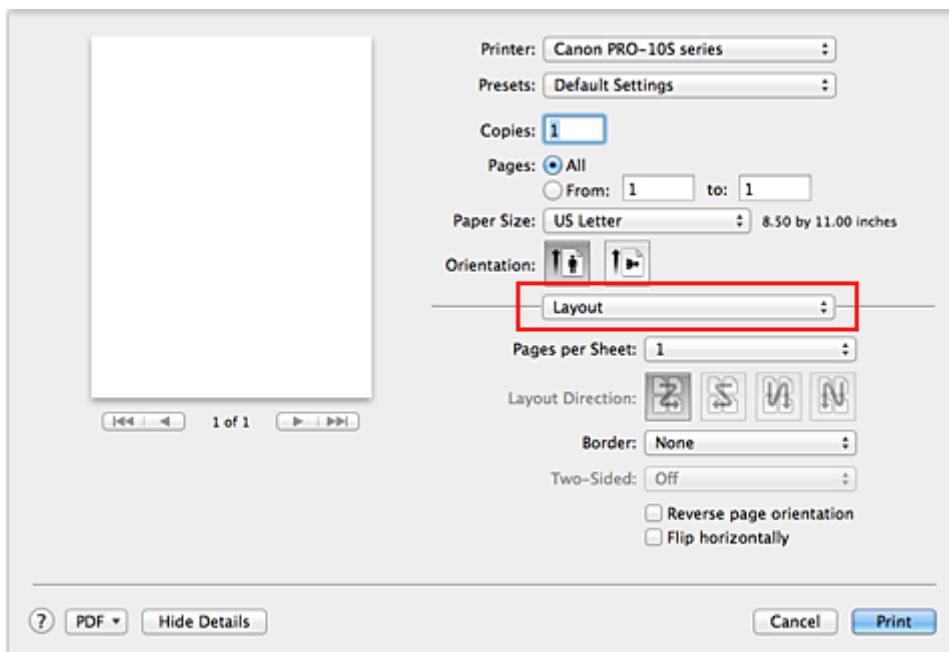 Printer: Canon PRO-10S series
Presets: Default Settings
Copies: 1
Pages: All
From: 1 to: 1
Paper Size: US Letter 8.50 by 11.00 inches
Orientation:
Layout
Pages per Sheet: 1
Layout Direction:
1 of 1
Border: None
Two-Sided: Off
Reverse page orientation
Flip horizontally
? PDF Hide Details Cancel Print